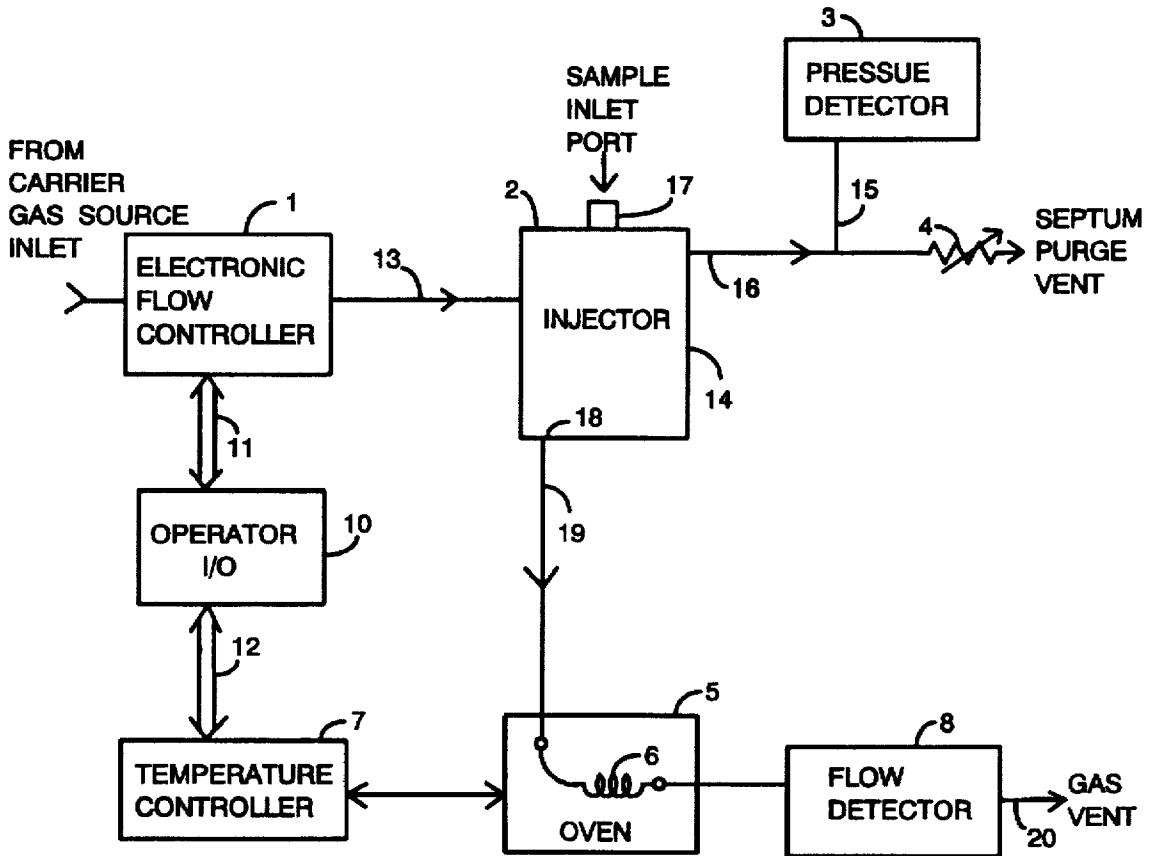 3
PRESSUE
DETECTOR
SAMPLE
INLET
PORT
FROM
CARRIER
GAS SOURCE
INLET
1
2
17
15
4
SEPTUM
PURGE
VENT
ELECTRONIC
FLOW
CONTROLLER
13
16
INJECTOR
14
18
11
19
OPERATOR
I/O
10
12
5
7
8
TEMPERATURE
CONTROLLER
6
OVEN
FLOW
DETECTOR
GAS
VENT
20